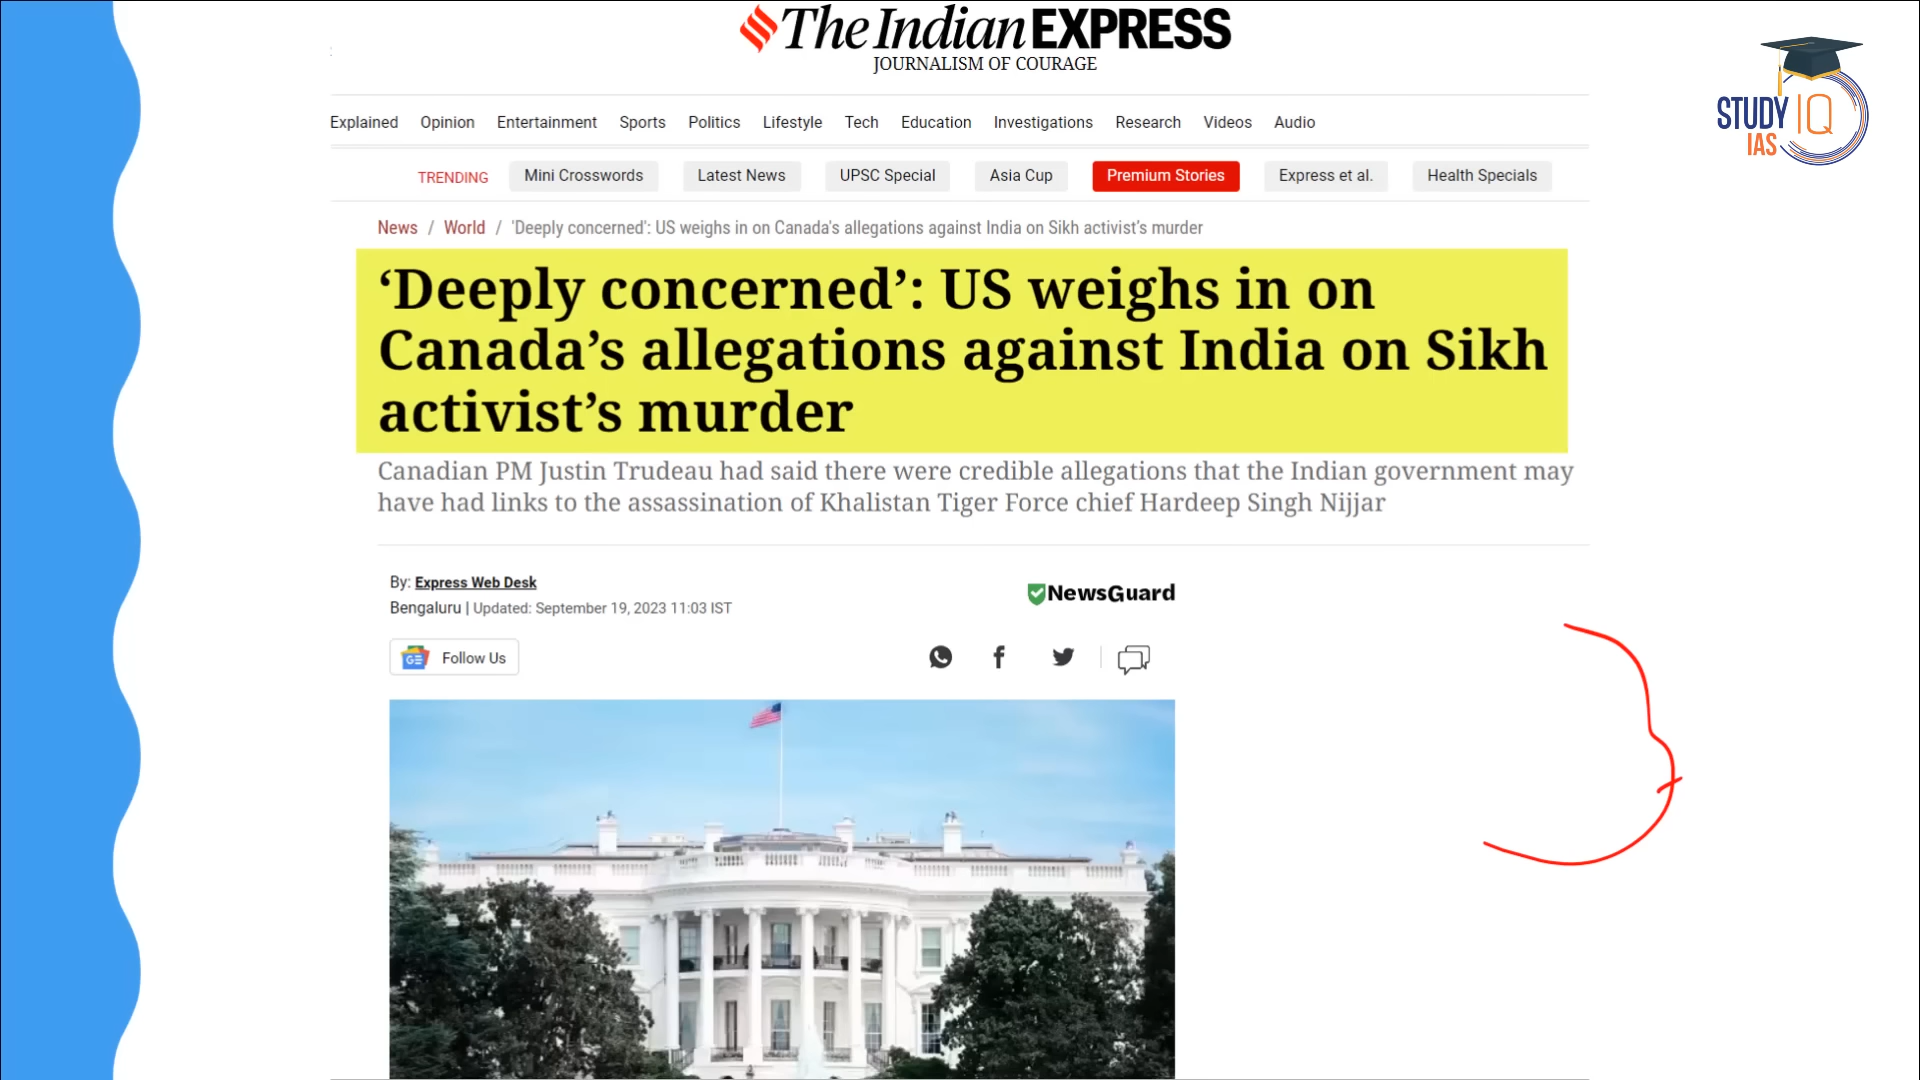 The Indian EXPRESS
JOURNALISM OF COURAGE
STUDY IQ
IAS
Explained Opinion Entertainment Sports Politics Lifestyle Tech Education Investigations Research Videos Audio
TRENDING Mini Crosswords Latest News UPSC Special Asia Cup Premium Stories Express et al. Health Specials
News / World / 'Deeply concerned': US weighs in on Canada's allegations against India on Sikh activist's murder
‘Deeply concerned’: US weighs in on
Canada’s allegations against India on Sikh
activist’s murder
Canadian PM Justin Trudeau had said there were credible allegations that the Indian government may
have had links to the assassination of Khalistan Tiger Force chief Hardeep Singh Nijjar
By: Express Web Desk
NewsGuard
Bengaluru | Updated: September 19, 2023 11:03 IST
GE Follow Us